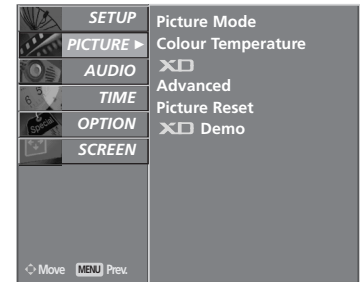 SETUP
PICTURE ►
AUDIO
TIME
OPTION
SCREEN
Move MENU Prev.
Picture Mode
Colour Temperature
XD
Advanced
Picture Reset
XD Demo